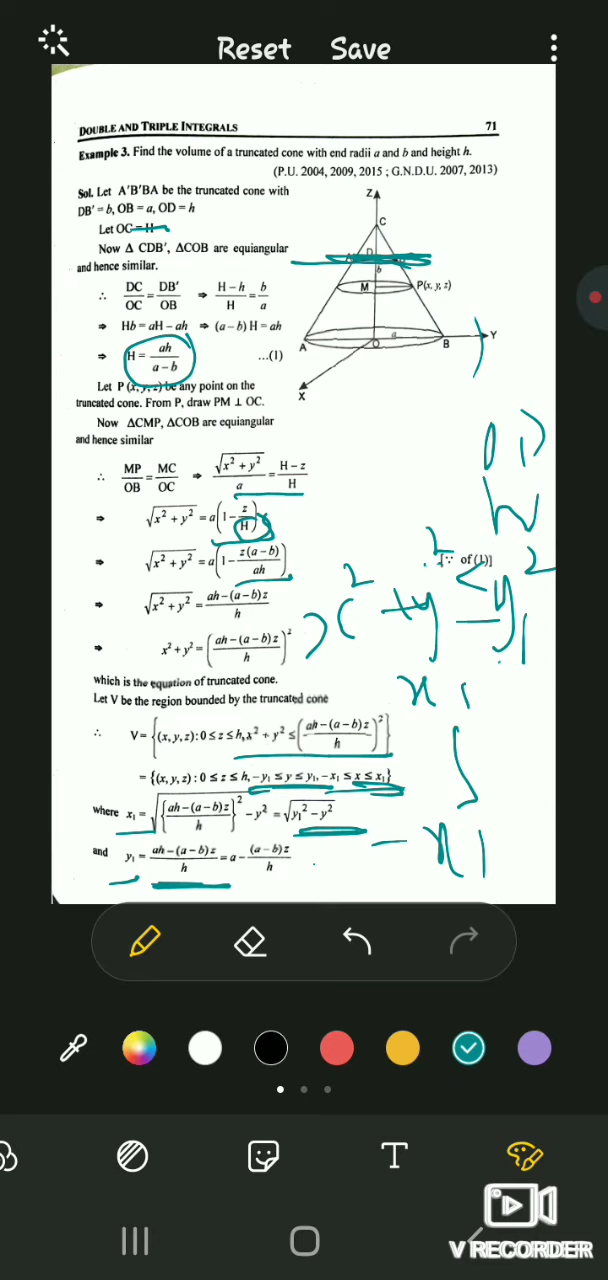 Reset Save
DOUBLE AND TRIPLE INTEGRALS 71
Example 3. Find the volume of a truncated cone with end radii a and b and height h.
(P.U. 2004, 2009, 2015 ; G.N.D.U. 2007, 2013)
Sol. Let A'B'BA be the truncated cone with
DB' = b, OB = a, OD = h
Let OC = H
Now Δ CDB', ΔCOB are equiangular
and hence similar.
∴ DC/OC = DB'/OB ⇒ H – h/H = b/a
⇒ Hb = aH – ah ⇒ (a – b) H = ah
⇒ H = ah/a – b ...(1)
Let P (x, y, z) be any point on the
truncated cone. From P, draw PM ⊥ OC.
Now ΔCMP, ΔCOB are equiangular
and hence similar
∴ MP/OB = MC/OC ⇒ √(x² + y²)/a = H – z/H
⇒ √(x² + y²) = a(1 – z/H)
⇒ √(x² + y²) = a(1 – z(a – b)/ah) [∵ of (1)]
⇒ √(x² + y²) = ah – (a – b) z/h
⇒ x² + y² = (ah – (a – b) z/h)²
which is the equation of truncated cone.
Let V be the region bounded by the truncated cone
∴ V = {(x, y, z) : 0 ≤ z ≤ h, x² + y² ≤ (ah – (a – b) z/h)²}
= {(x, y, z) : 0 ≤ z ≤ h, – y₁ ≤ y ≤ y₁, – x₁ ≤ x ≤ x₁}
where x₁ = √({ah – (a – b) z/h}² – y²) = √(y₁² – y²)
and y₁ = ah – (a – b) z/h = a – (a – b) z/h
Z
C
D
b
M P(x, y, z)
A O a B Y
X
x² + y² ≤ y₁²
x₁
∫
– x₁
T
V RECORDER